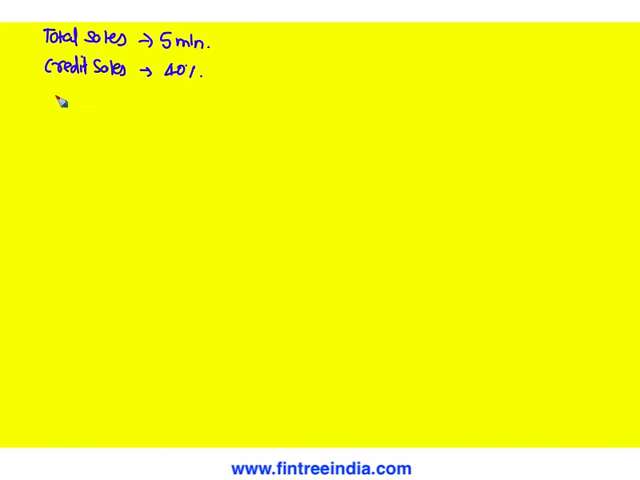 Total Sales → 5 mln.
Credit Sales → 40%.
www.fintreeindia.com